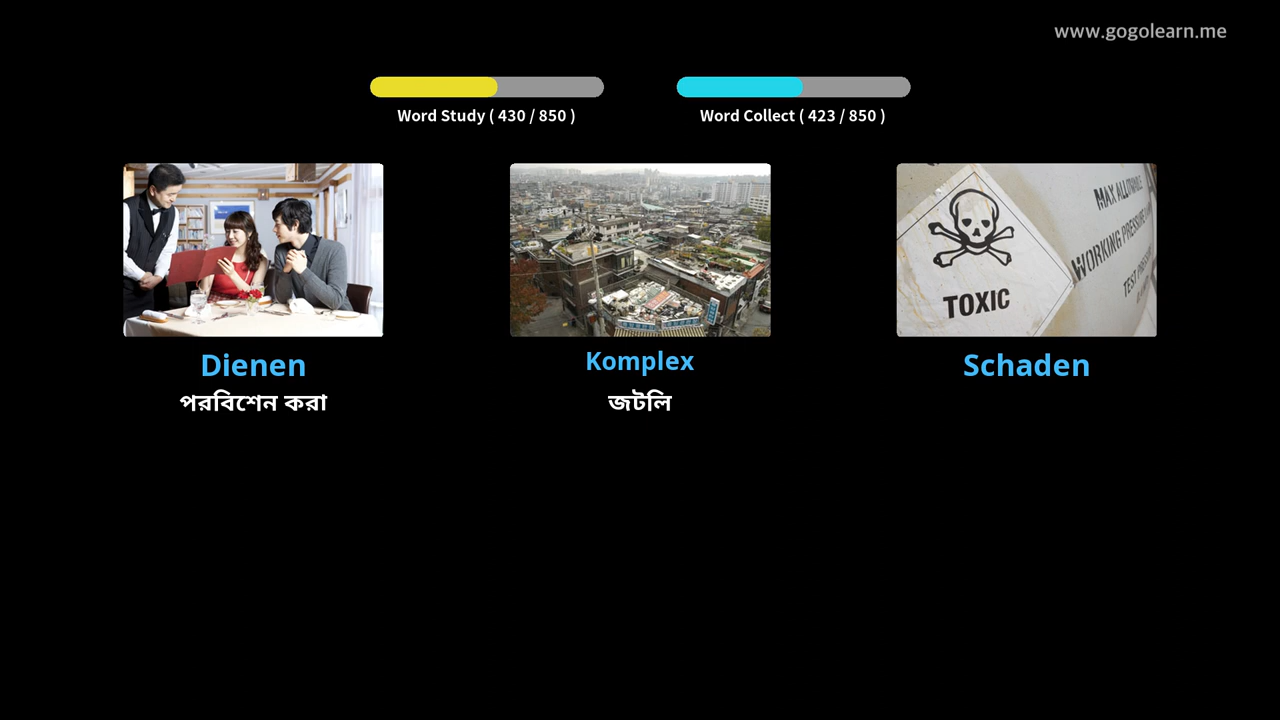 www.gogolearn.me
Word Study ( 430 / 850 )
Word Collect ( 423 / 850 )
TOXIC
MAX ALLOWABLE
WORKING PRESSURE
TEST
Dienen
Komplex
Schaden
পরবিশেন করা
জটলি